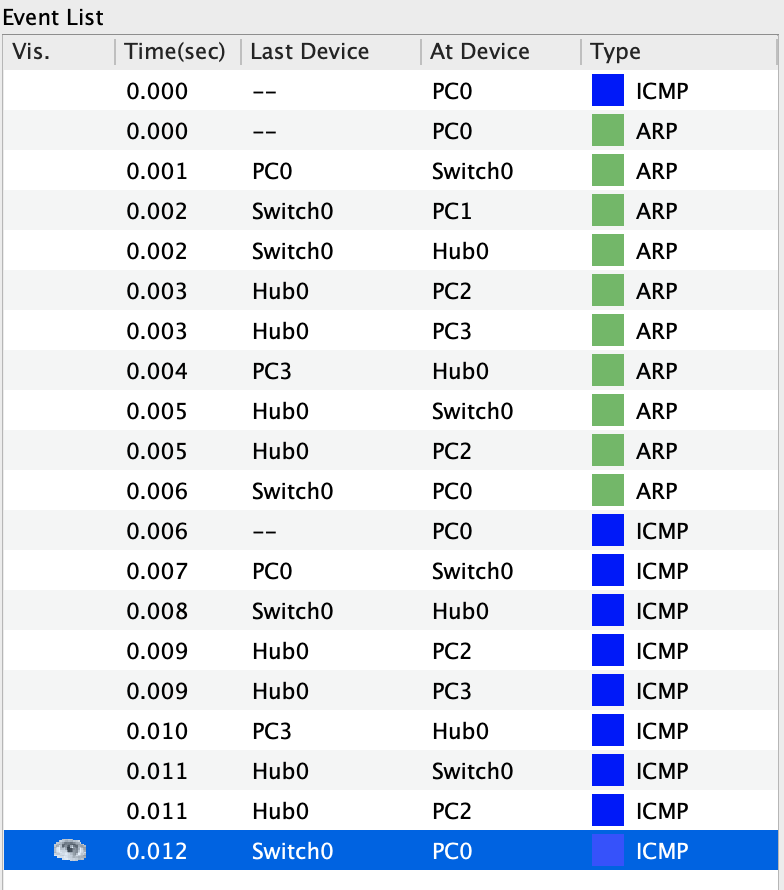 Event List
Vis. Time(sec) Last Device At Device Type
0.000 -- PC0 ICMP
0.000 -- PC0 ARP
0.001 PC0 Switch0 ARP
0.002 Switch0 PC1 ARP
0.002 Switch0 Hub0 ARP
0.003 Hub0 PC2 ARP
0.003 Hub0 PC3 ARP
0.004 PC3 Hub0 ARP
0.005 Hub0 Switch0 ARP
0.005 Hub0 PC2 ARP
0.006 Switch0 PC0 ARP
0.006 -- PC0 ICMP
0.007 PC0 Switch0 ICMP
0.008 Switch0 Hub0 ICMP
0.009 Hub0 PC2 ICMP
0.009 Hub0 PC3 ICMP
0.010 PC3 Hub0 ICMP
0.011 Hub0 Switch0 ICMP
0.011 Hub0 PC2 ICMP
0.012 Switch0 PC0 ICMP